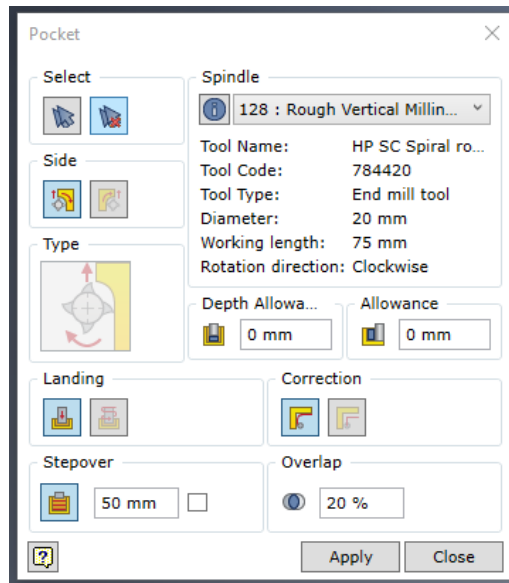 Pocket
Select
Spindle
128 : Rough Vertical Millin...
Tool Name: HP SC Spiral ro...
Tool Code: 784420
Tool Type: End mill tool
Diameter: 20 mm
Working length: 75 mm
Rotation direction: Clockwise
Side
Type
Depth Allowa...
Allowance
0 mm
0 mm
Landing
Correction
Stepover
Overlap
50 mm
20 %
?
Apply
Close